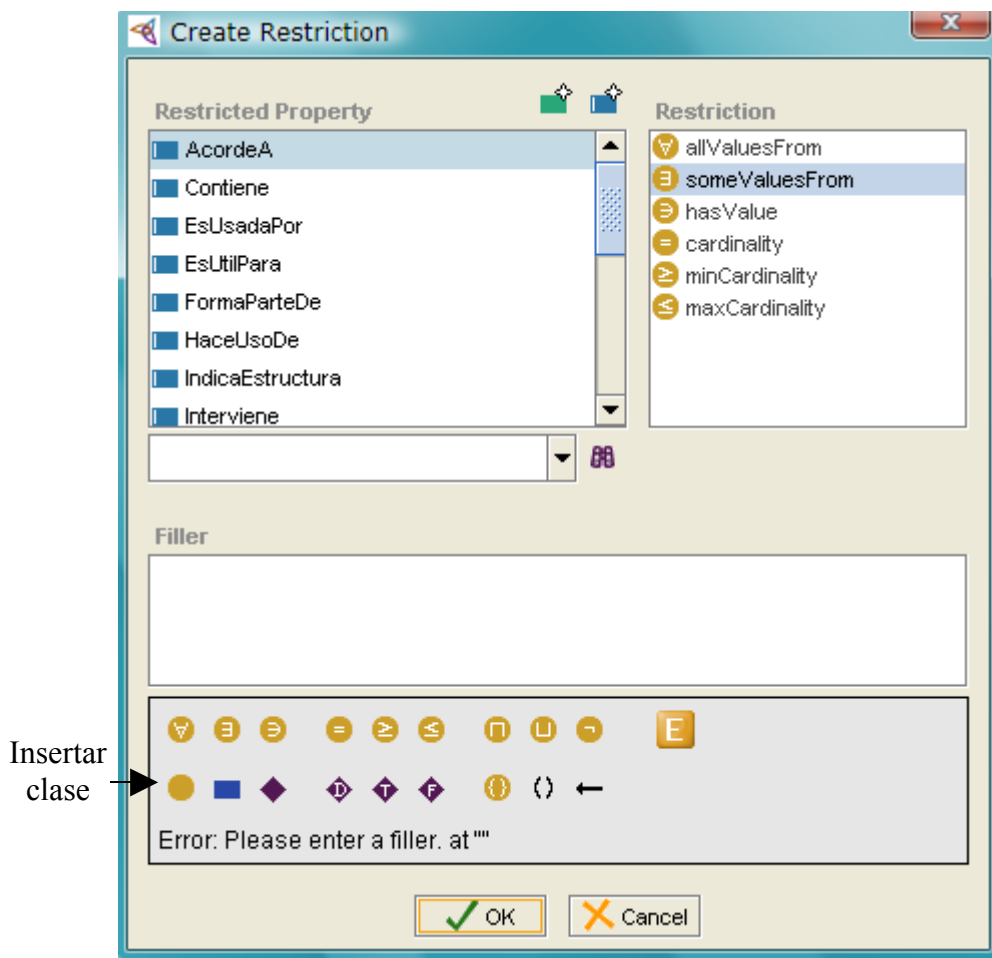 Create Restriction
Restricted Property
AcordeA
Contiene
EsUsadaPor
EsUtilPara
FormaParteDe
HaceUsoDe
IndicaEstructura
Interviene
Restriction
∀ allValuesFrom
∃ someValuesFrom
∋ hasValue
= cardinality
≥ minCardinality
≤ maxCardinality
Filler
∀ ∃ ∋ = ≥ ≤ ⊓ ⊔ ¬ E
Insertar
clase
D T F {} ()
Error: Please enter a filler. at ""
OK Cancel